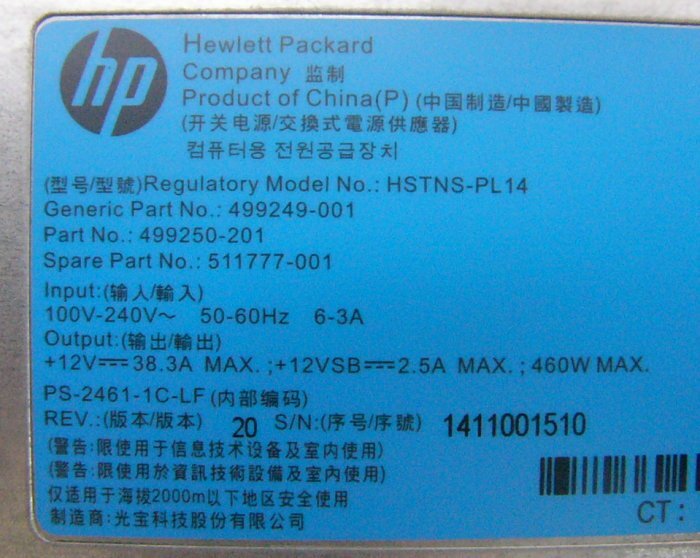 hp
Hewlett Packard
Company 监制
Product of China(P) (中国制造/中國製造)
(开关电源/交換式電源供應器)
컴퓨터용 전원공급장치
(型号/型號)Regulatory Model No.: HSTNS-PL14
Generic Part No.: 499249-001
Part No.: 499250-201
Spare Part No.: 511777-001
Input:(输入/輸入)
100V-240V～ 50-60Hz 6-3A
Output:(输出/輸出)
+12V⎓38.3A MAX. ;+12VSB⎓2.5A MAX. ; 460W MAX.
PS-2461-1C-LF (内部编码)
REV.:(版本/版本) 20 S/N:(序号/序號) 1411001510
(警告:限使用于信息技术设备及室内使用)
(警告:限使用於資訊技術設備及室內使用)
仅适用于海拔2000m以下地区安全使用
制造商:光宝科技股份有限公司
CT: